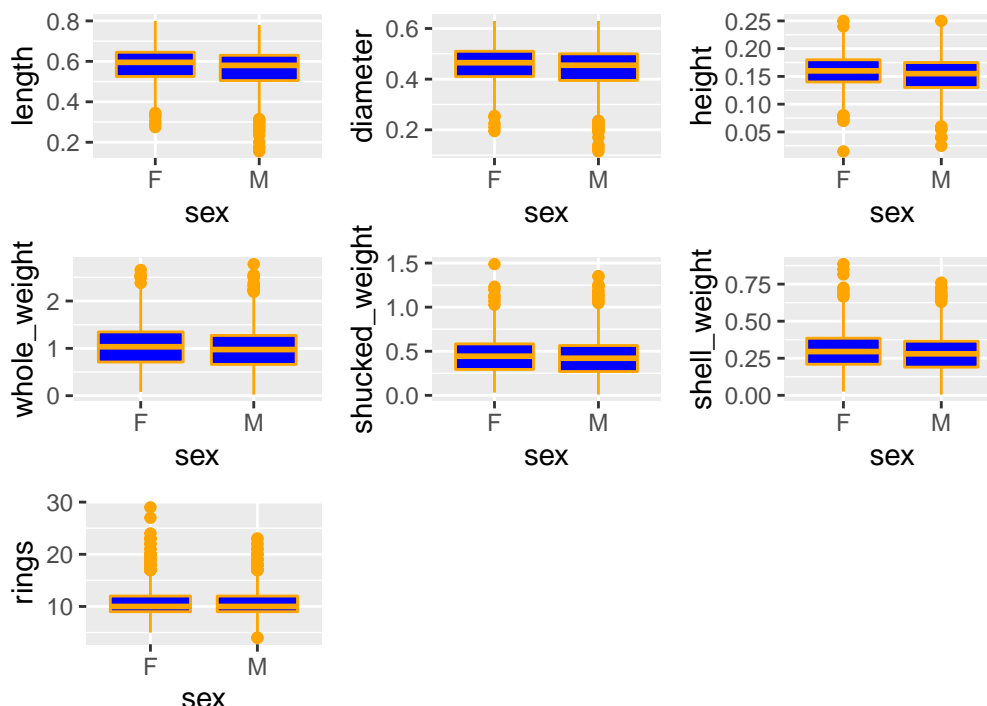 length
0.8
0.6
0.4
0.2
F M
sex
diameter
0.6
0.4
0.2
F M
sex
height
0.25
0.20
0.15
0.10
0.05
F M
sex
whole_weight
2
1
0
F M
sex
shucked_weight
1.5
1.0
0.5
0.0
F M
sex
shell_weight
0.75
0.50
0.25
0.00
F M
sex
rings
30
20
10
F M
sex